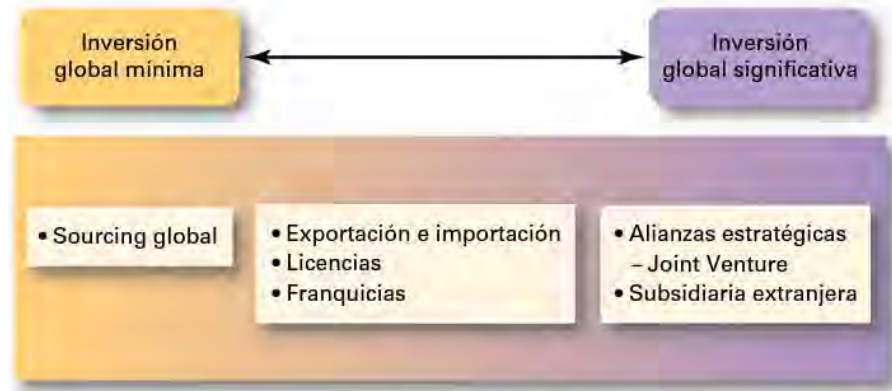 Inversión
global mínima
Inversión
global significativa
• Sourcing global
• Exportación e importación
• Licencias
• Franquicias
• Alianzas estratégicas
– Joint Venture
• Subsidiaria extranjera